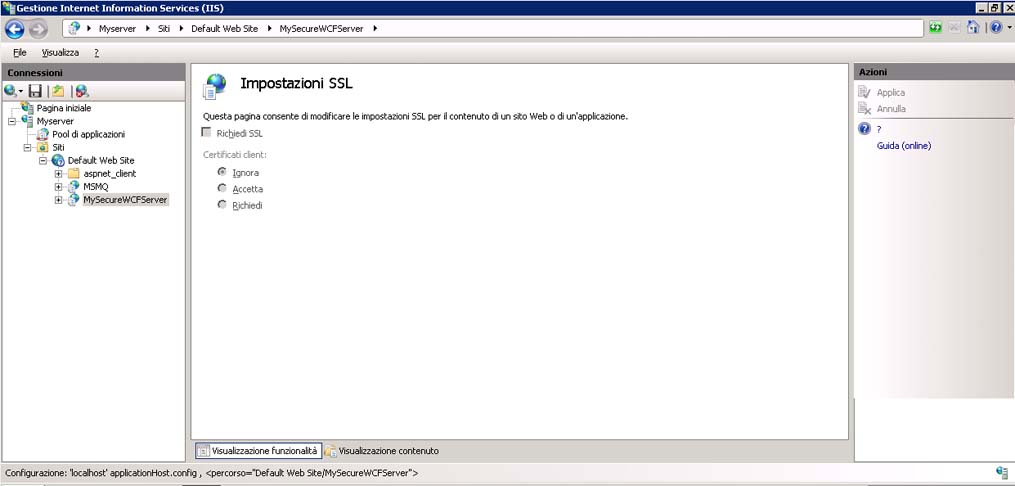 Gestione Internet Information Services (IIS)
Myserver Siti Default Web Site MySecureWCFServer
File Visualizza ?
Connessioni
Pagina iniziale
Myserver
Pool di applicazioni
Siti
Default Web Site
aspnet_client
MSMQ
MySecureWCFServer
Impostazioni SSL
Questa pagina consente di modificare le impostazioni SSL per il contenuto di un sito Web o di un'applicazione.
Richiedi SSL
Certificati client:
Ignora
Accetta
Richiedi
Visualizzazione funzionalità Visualizzazione contenuto
Azioni
Applica
Annulla
?
Guida (online)
Configurazione: 'localhost' applicationHost.config , <percorso="Default Web Site/MySecureWCFServer">